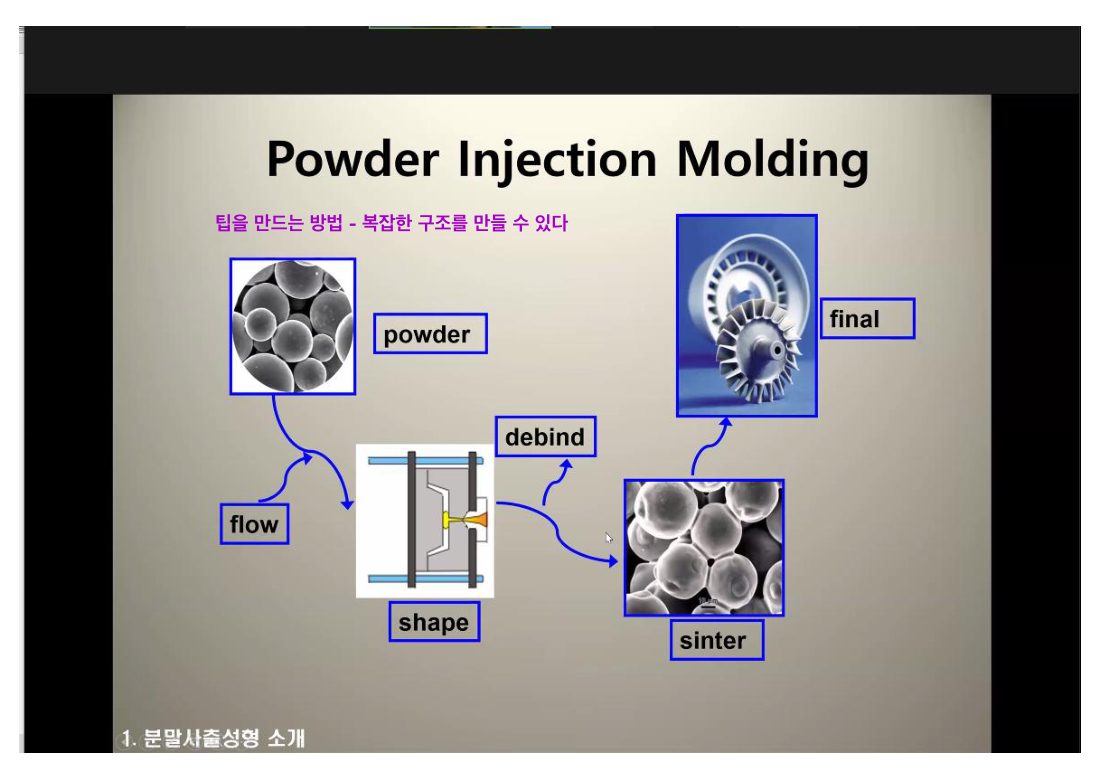 Powder Injection Molding
팁을 만드는 방법 - 복잡한 구조를 만들 수 있다
powder
final
debind
flow
shape
sinter
1. 분말사출성형 소개